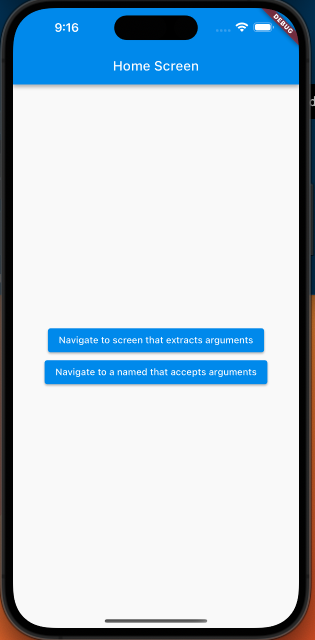 9:16
DEBUG
Home Screen
Navigate to screen that extracts arguments
Navigate to a named that accepts arguments